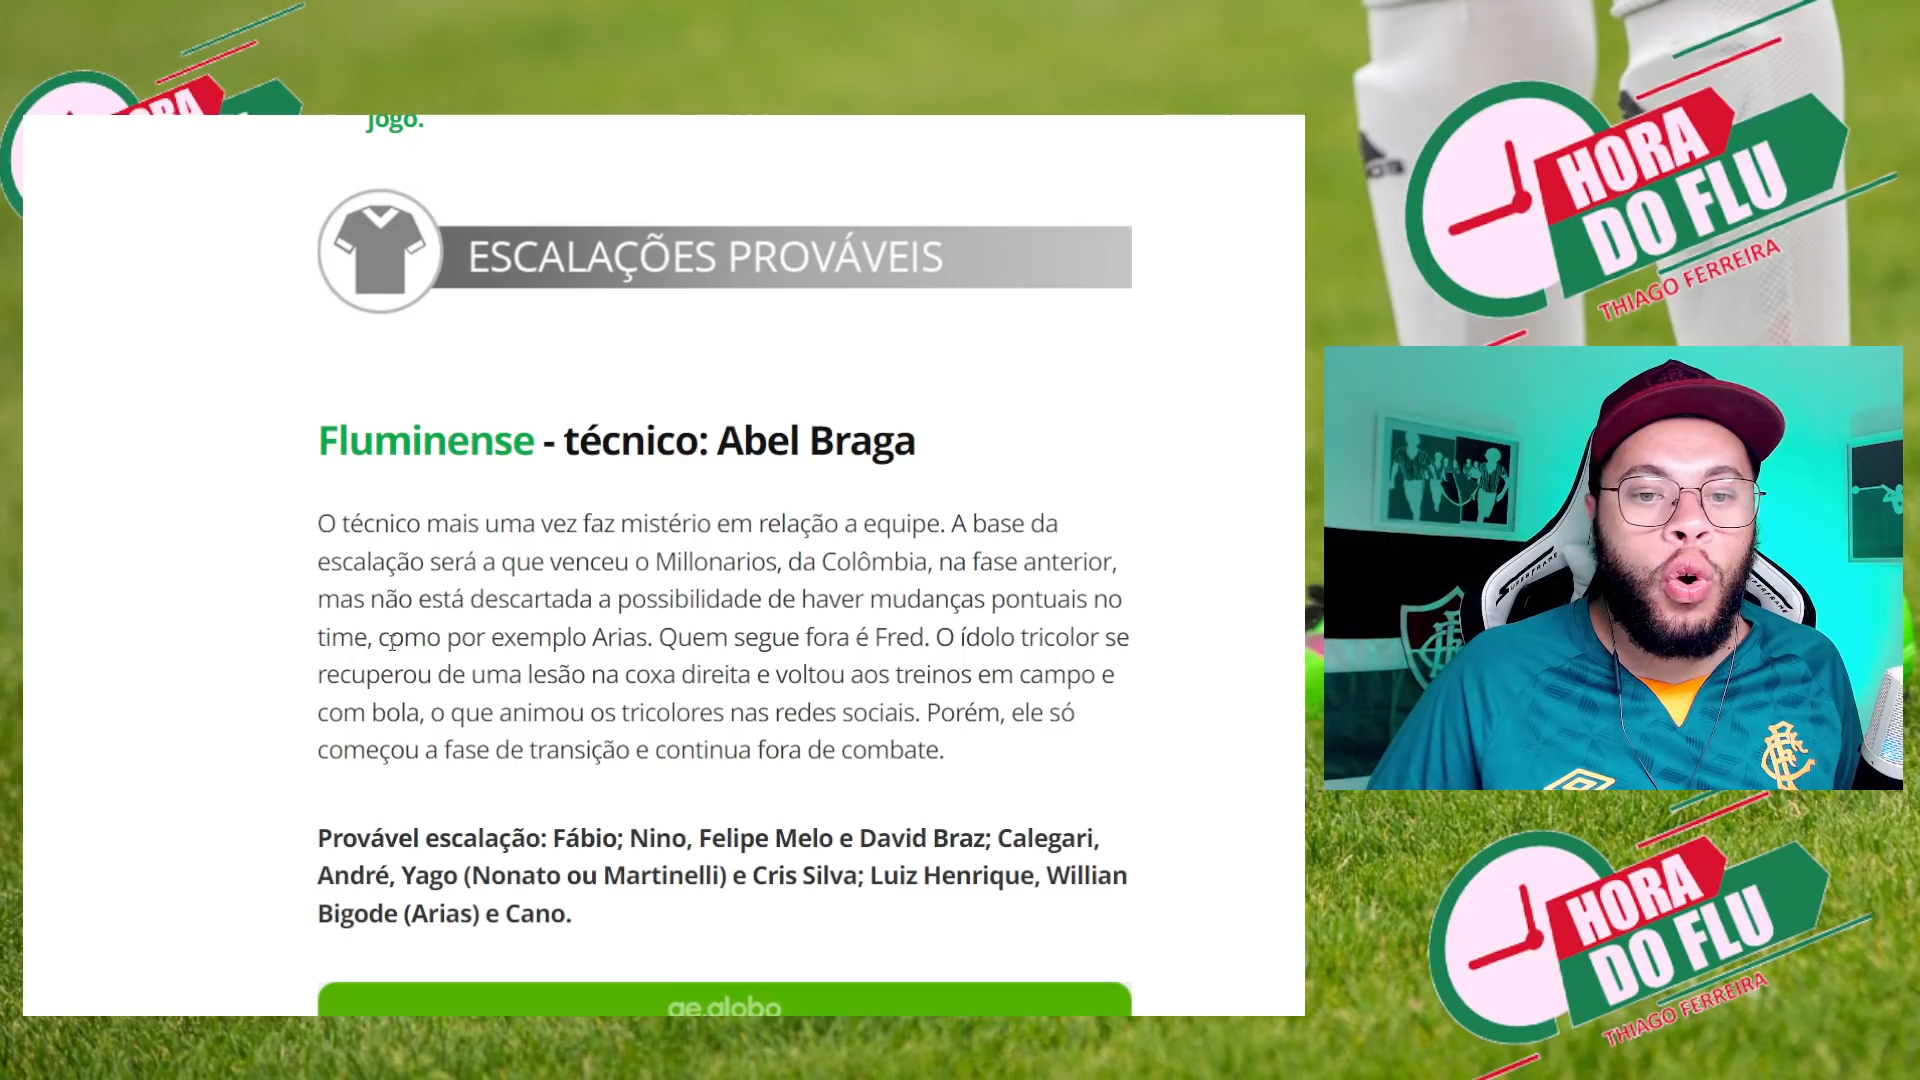 jogo.
ESCALAÇÕES PROVÁVEIS
Fluminense - técnico: Abel Braga
O técnico mais uma vez faz mistério em relação a equipe. A base da
escalação será a que venceu o Millonarios, da Colômbia, na fase anterior,
mas não está descartada a possibilidade de haver mudanças pontuais no
time, como por exemplo Arias. Quem segue fora é Fred. O ídolo tricolor se
recuperou de uma lesão na coxa direita e voltou aos treinos em campo e
com bola, o que animou os tricolores nas redes sociais. Porém, ele só
começou a fase de transição e continua fora de combate.
Provável escalação: Fábio; Nino, Felipe Melo e David Braz; Calegari,
André, Yago (Nonato ou Martinelli) e Cris Silva; Luiz Henrique, Willian
Bigode (Arias) e Cano.
ge.globo
HORA
DO FLU
THIAGO FERREIRA
SUPERFRAME
SUPERFRAME
HORA
DO FLU
THIAGO FERREIRA